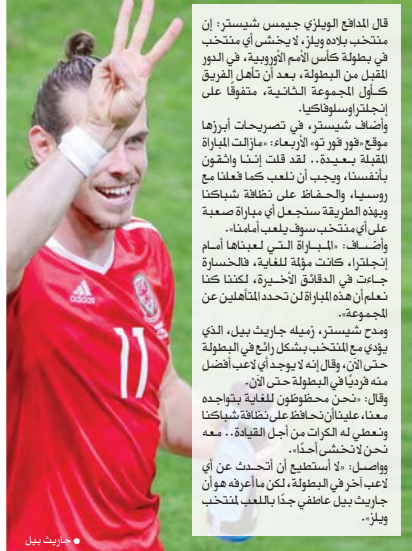 قال المدافع الويلزي جيمس شيستر: إن
منتخب بلاده ويلز، لا يخشى أي منتخب
في بطولة كأس الأمم الأوروبية، في الدور
المقبل من البطولة، بعد أن تأهل الفريق
كأول المجموعة الثانية، متفوقا على
إنجلترا وسلوفاكيا.
وأضاف شيستر، في تصريحات أبرزها
موقع «فور فور تو» الأربعاء: «مازالت المباراة
المقبلة بعيدة.. لقد قلت إننا واثقون
بأنفسنا، ويجب أن نلعب كما فعلنا مع
روسيا، والحفاظ على نظافة شباكنا
وبهذه الطريقة سنجعل أي مباراة صعبة
على أي منتخب سوف يلعب أمامنا».
وأضاف: «المباراة التي لعبناها أمام
إنجلترا، كانت مؤلمة للغاية، فالخسارة
جاءت في الدقائق الأخيرة، لكننا كنا
نعلم أن هذه المباراة لن تحدد المتأهلين عن
المجموعة».
ومدح شيستر، زميله جاريث بيل، الذي
يؤدي مع المنتخب بشكل رائع في البطولة
حتى الآن، وقال إنه لا يوجد أي لاعب أفضل
منه فرديًا في البطولة حتى الآن.
وقال: «نحن محظوظون للغاية بتواجده
معنا، علينا أن نحافظ على نظافة شباكنا
ونعطي له الكرات من أجل القيادة.. معه
نحن لا نخشى أحدًا».
وواصل: «لا أستطيع أن أتحدث عن أي
لاعب آخر في البطولة، لكن ما أعرفه هو أن
جاريث بيل عاطفي جدًا باللعب لمنتخب
ويلز».
adidas
11
● جاريث بيل